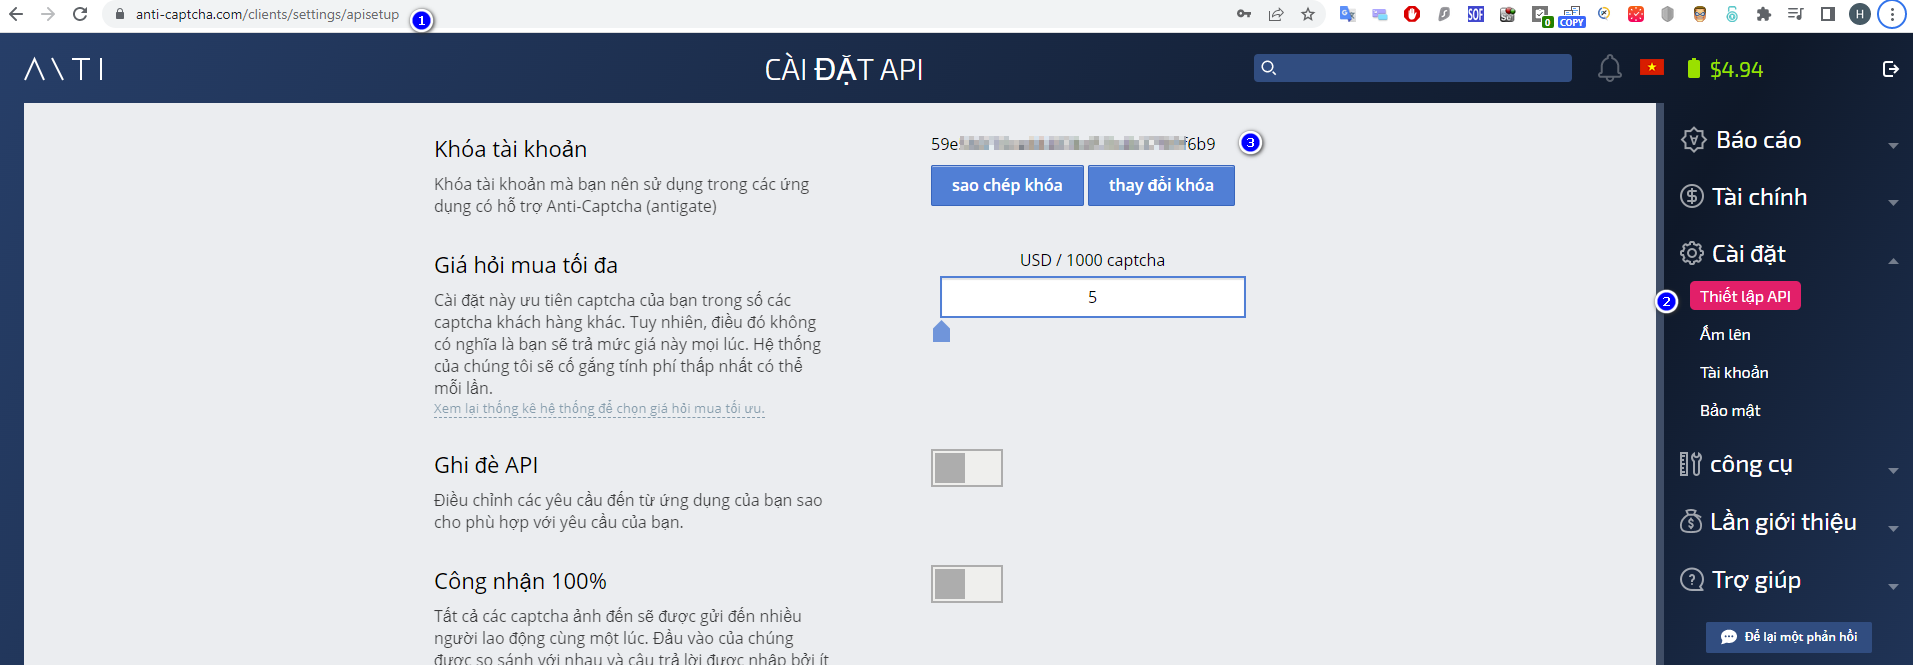 anti-captcha.com/clients/settings/apisetup
1
SOF
Se
0
COPY
H
ANTI
CÀI ĐẶT API
$4.94
Khóa tài khoản
Khóa tài khoản mà bạn nên sử dụng trong các ứng
dụng có hỗ trợ Anti-Captcha (antigate)
59e
f6b9
3
sao chép khóa
thay đổi khóa
Giá hỏi mua tối đa
Cài đặt này ưu tiên captcha của bạn trong số các
captcha khách hàng khác. Tuy nhiên, điều đó không
có nghĩa là bạn sẽ trả mức giá này mọi lúc. Hệ thống
của chúng tôi sẽ cố gắng tính phí thấp nhất có thể
mỗi lần.
Xem lại thống kê hệ thống để chọn giá hỏi mua tối ưu.
USD / 1000 captcha
5
Ghi đè API
Điều chỉnh các yêu cầu đến từ ứng dụng của bạn sao
cho phù hợp với yêu cầu của bạn.
Công nhận 100%
Tất cả các captcha ảnh đến sẽ được gửi đến nhiều
người lao động cùng một lúc. Đầu vào của chúng
được so sánh với nhau và câu trả lời được nhập bởi ít
Báo cáo
Tài chính
Cài đặt
2
Thiết lập API
Ấm lên
Tài khoản
Bảo mật
công cụ
Lần giới thiệu
Trợ giúp
Để lại một phản hồi